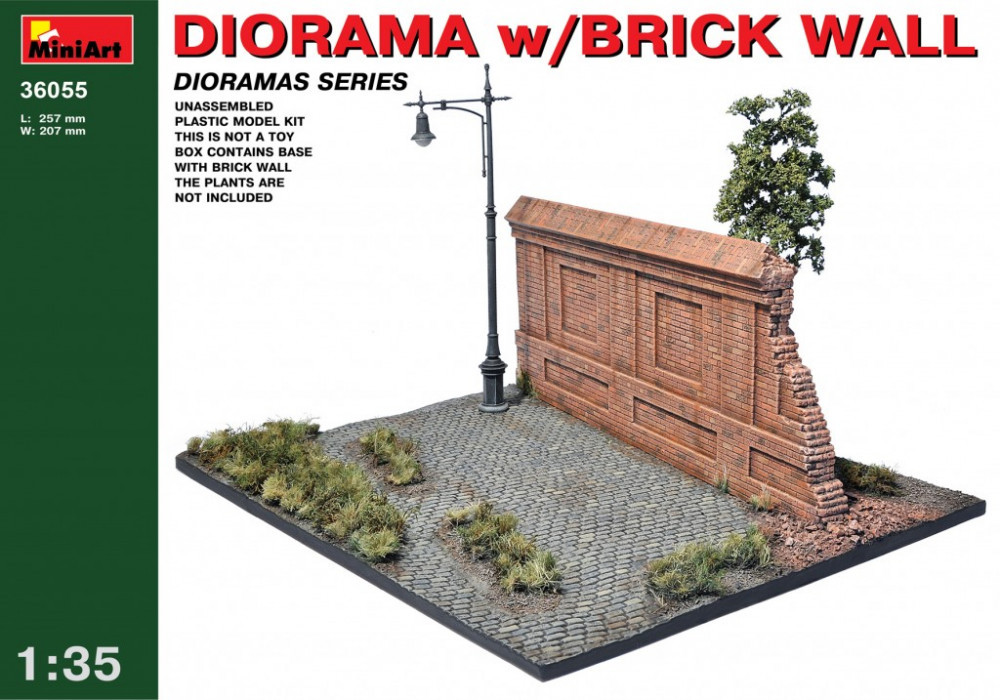 MiniArt
36055
L: 257 mm
W: 207 mm
1:35
DIORAMA w/BRICK WALL
DIORAMAS SERIES
UNASSEMBLED
PLASTIC MODEL KIT
THIS IS NOT A TOY
BOX CONTAINS BASE
WITH BRICK WALL
THE PLANTS ARE
NOT INCLUDED